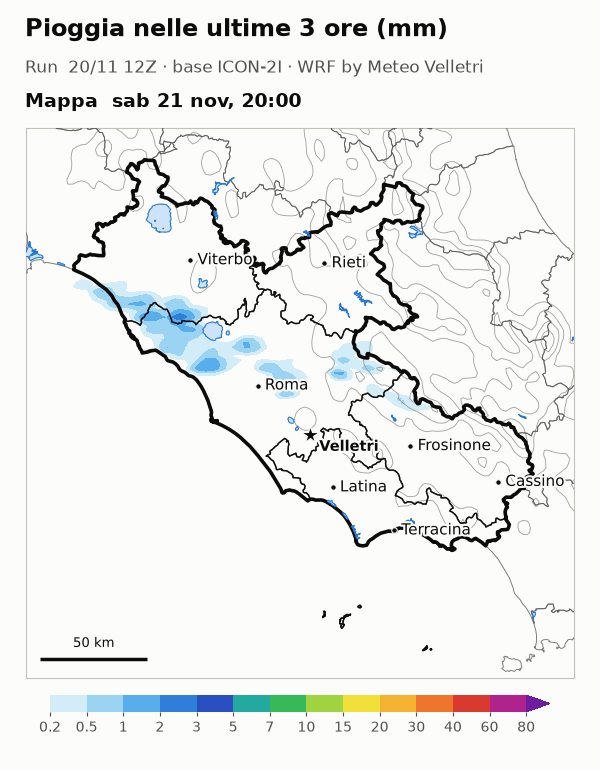 Pioggia nelle ultime 3 ore (mm)
Run  20/11 12Z · base ICON-2I · WRF by Meteo Velletri
Mappa  sab 21 nov, 20:00
Viterbo
Rieti
Roma
Velletri
Frosinone
Cassino
Latina
Terracina
50 km
0.2 0.5 1 2 3 5 7 10 15 20 30 40 60 80